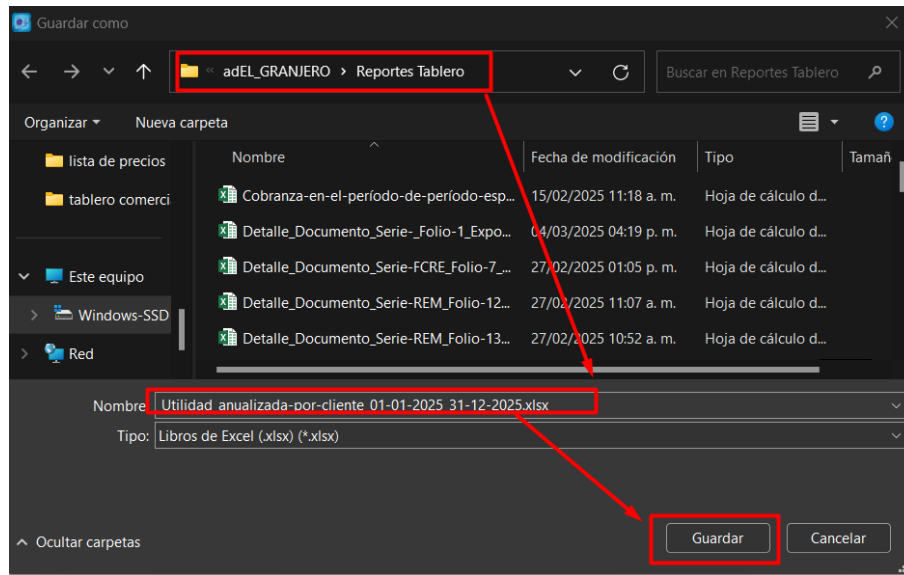 Guardar como
« adEL_GRANJERO > Reportes Tablero
Buscar en Reportes Tablero
Organizar
Nueva carpeta
?
lista de precios
tablero comerci
Este equipo
Windows-SSD
Red
Nombre Fecha de modificación Tipo Tamañ
Cobranza-en-el-período-de-período-esp... 15/02/2025 11:18 a. m. Hoja de cálculo d...
Detalle_Documento_Serie-_Folio-1_Expo... 04/03/2025 04:19 p. m. Hoja de cálculo d...
Detalle_Documento_Serie-FCRE_Folio-7_... 27/02/2025 01:05 p. m. Hoja de cálculo d...
Detalle_Documento_Serie-REM_Folio-12... 27/02/2025 11:07 a. m. Hoja de cálculo d...
Detalle_Documento_Serie-REM_Folio-13... 27/02/2025 10:52 a. m. Hoja de cálculo d...
Nombre: Utilidad_anualizada-por-cliente_01-01-2025_31-12-2025.xlsx
Tipo: Libros de Excel (.xlsx) (*.xlsx)
Ocultar carpetas
Guardar
Cancelar